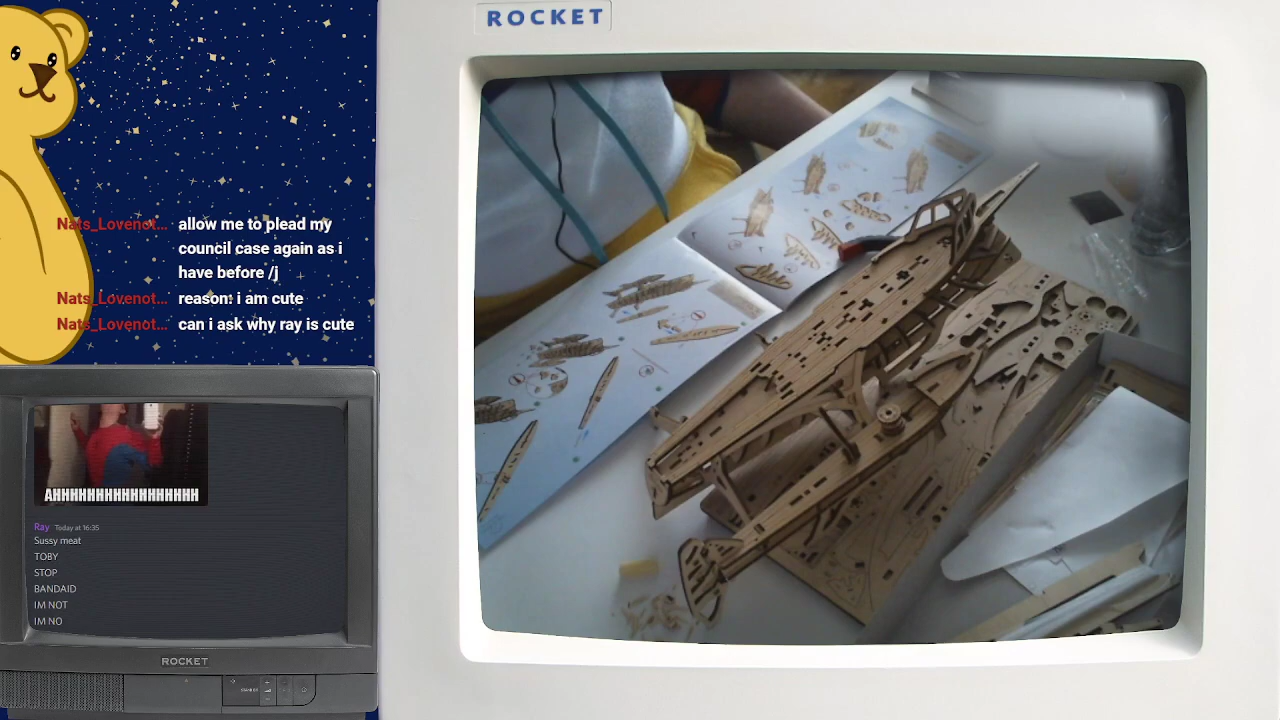 ROCKET
Nats_Lovenot... allow me to plead my
council case again as i
have before /j
Nats_Lovenot... reason: i am cute
Nats_Lovenot... can i ask why ray is cute
AHHHHHHHHHHHHHHHHHH
Ray Today at 16:35
Sussy meat
TOBY
STOP
BANDAID
IM NOT
IM NO
ROCKET